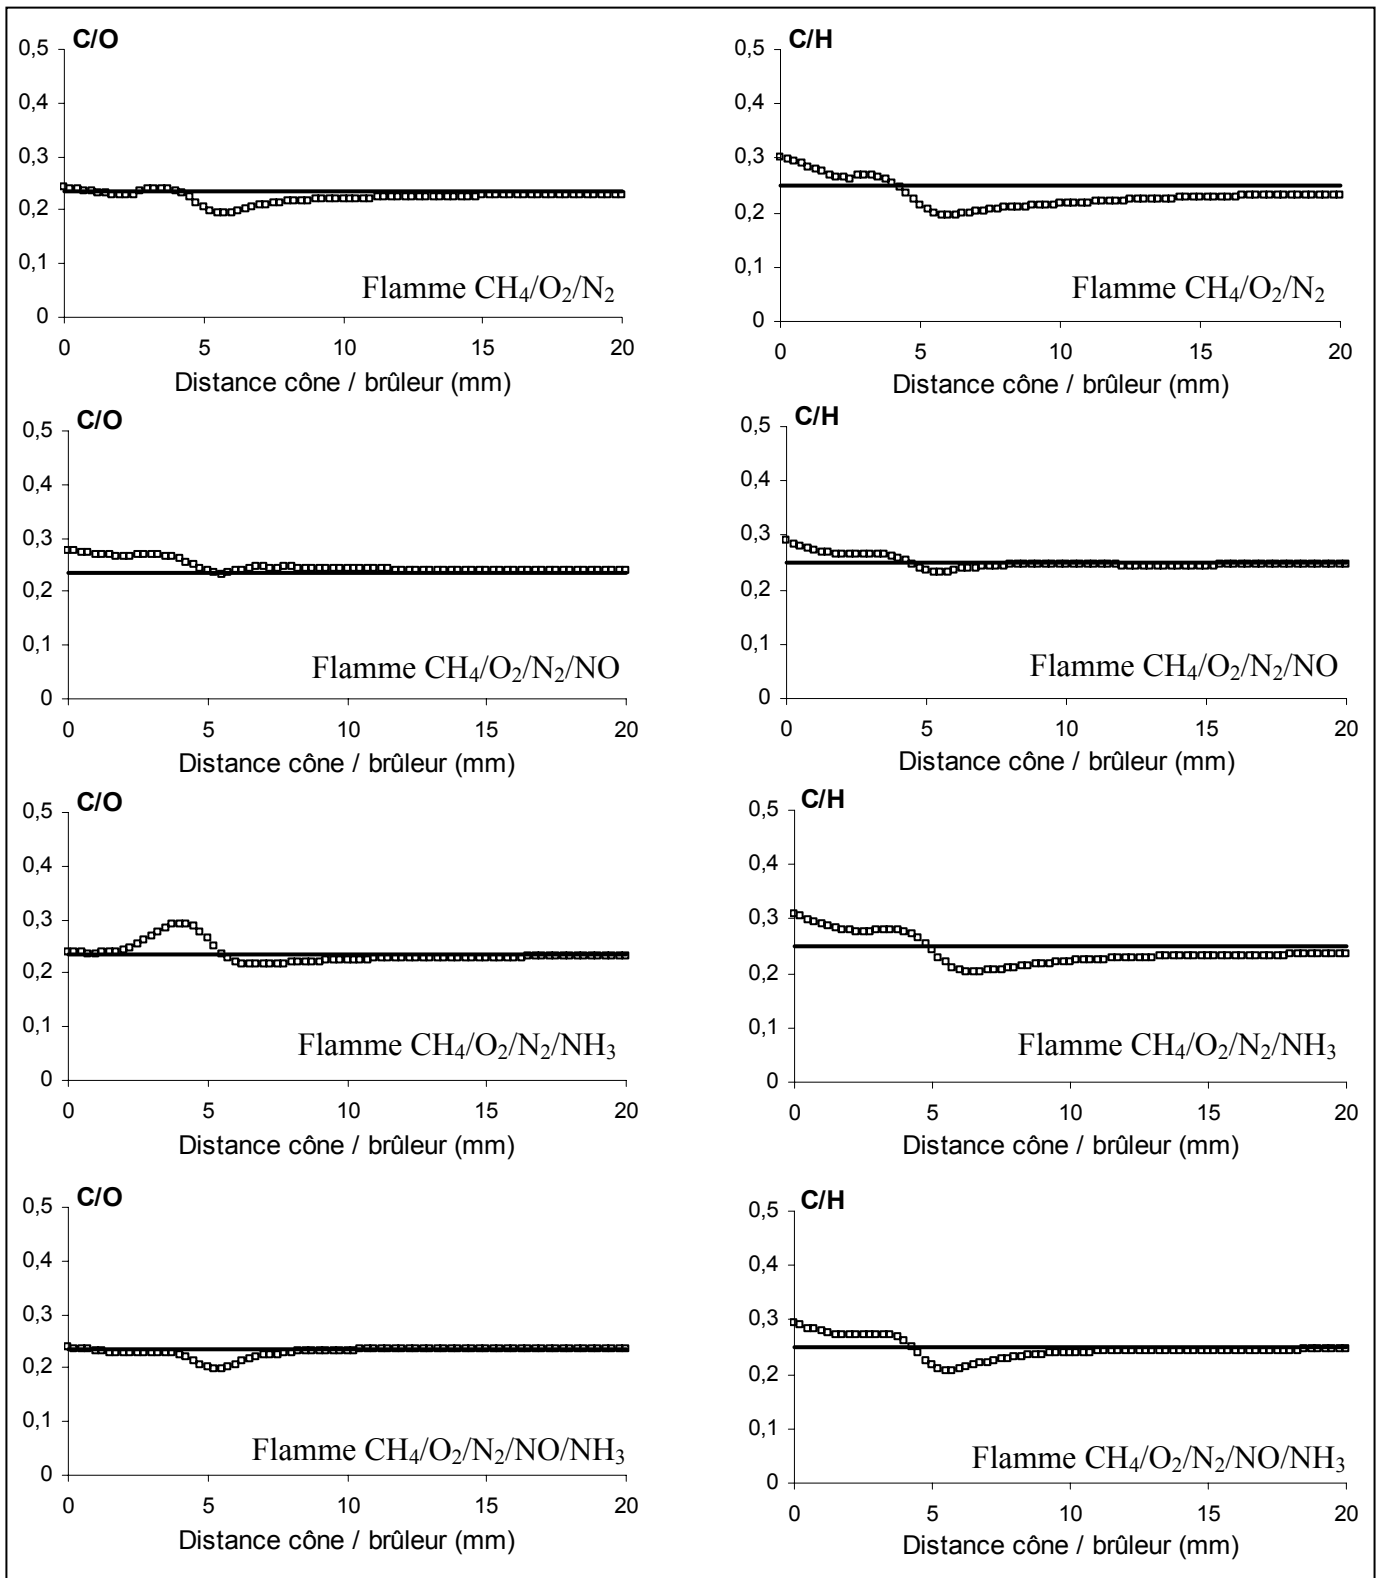 C/O
0,5
0,4
0,3
0,2
0,1
0
0 5 10 15 20
Flamme CH₄/O₂/N₂
Distance cône / brûleur (mm)
C/H
0,5
0,4
0,3
0,2
0,1
0
0 5 10 15 20
Flamme CH₄/O₂/N₂
Distance cône / brûleur (mm)
C/O
0,5
0,4
0,3
0,2
0,1
0
0 5 10 15 20
Flamme CH₄/O₂/N₂/NO
Distance cône / brûleur (mm)
C/H
0,5
0,4
0,3
0,2
0,1
0
0 5 10 15 20
Flamme CH₄/O₂/N₂/NO
Distance cône / brûleur (mm)
C/O
0,5
0,4
0,3
0,2
0,1
0
0 5 10 15 20
Flamme CH₄/O₂/N₂/NH₃
Distance cône / brûleur (mm)
C/H
0,5
0,4
0,3
0,2
0,1
0
0 5 10 15 20
Flamme CH₄/O₂/N₂/NH₃
Distance cône / brûleur (mm)
C/O
0,5
0,4
0,3
0,2
0,1
0
0 5 10 15 20
Flamme CH₄/O₂/N₂/NO/NH₃
Distance cône / brûleur (mm)
C/H
0,5
0,4
0,3
0,2
0,1
0
0 5 10 15 20
Flamme CH₄/O₂/N₂/NO/NH₃
Distance cône / brûleur (mm)